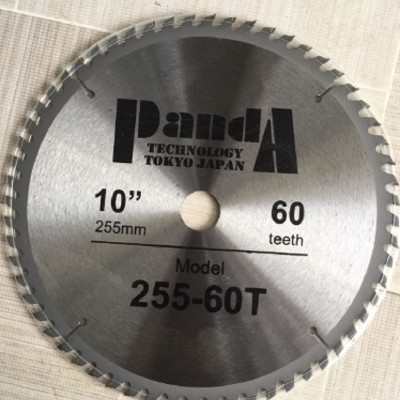 PandA
TECHNOLOGY
TOKYO JAPAN
10”
255mm
60
teeth
Model
255-60T